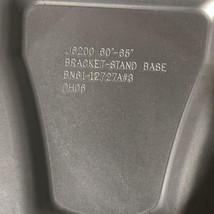 J6200 60"-65"
BRACKET-STAND BASE
BN61-12727A#3
0H06